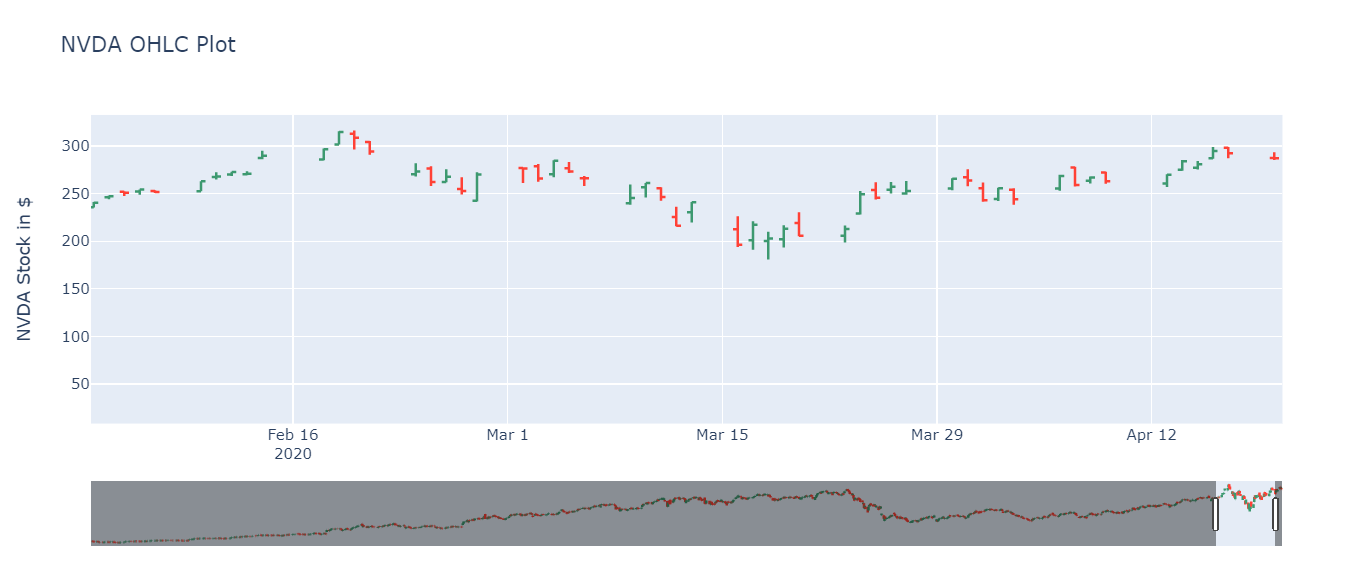 NVDA OHLC Plot
NVDA Stock in $
300
250
200
150
100
50
Feb 16
2020
Mar 1
Mar 15
Mar 29
Apr 12